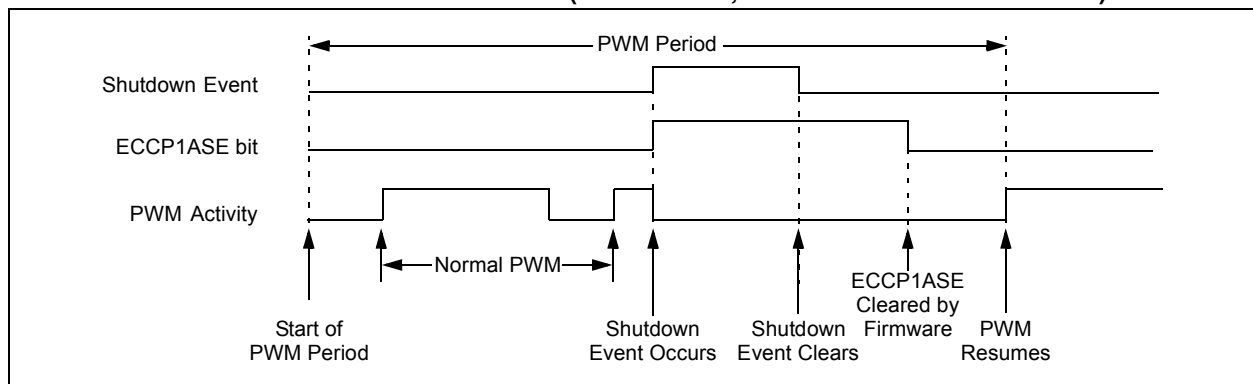 PWM Period
Shutdown Event
ECCP1ASE bit
PWM Activity
Normal PWM
Start of
PWM Period
Shutdown
Event Occurs
Shutdown
Event Clears
ECCP1ASE
Cleared by
Firmware
PWM
Resumes